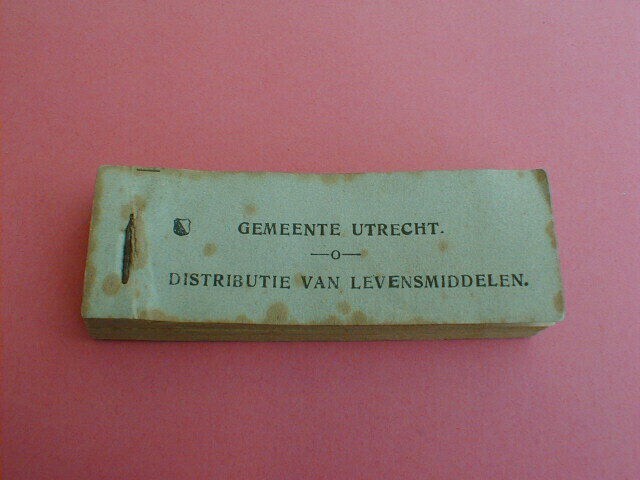 GEMEENTE UTRECHT.
—o—
DISTRIBUTIE VAN LEVENSMIDDELEN.